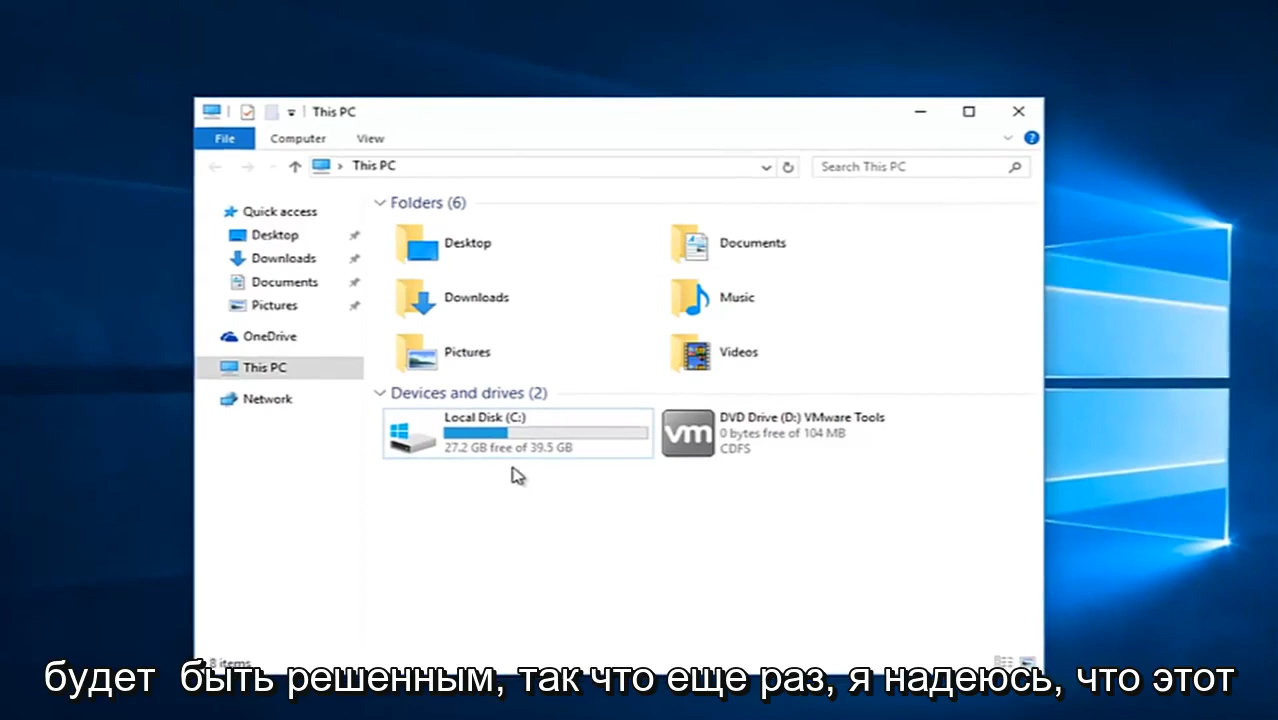 This PC
File Computer View
This PC
Search This PC
Quick access
Desktop
Downloads
Documents
Pictures
OneDrive
This PC
Network
Folders (6)
Desktop
Documents
Downloads
Music
Pictures
Videos
Devices and drives (2)
Local Disk (C:)
27.2 GB free of 39.5 GB
vm
DVD Drive (D:) VMware Tools
0 bytes free of 104 MB
CDFS
8 items
будет быть решенным, так что еще раз, я надеюсь, что этот